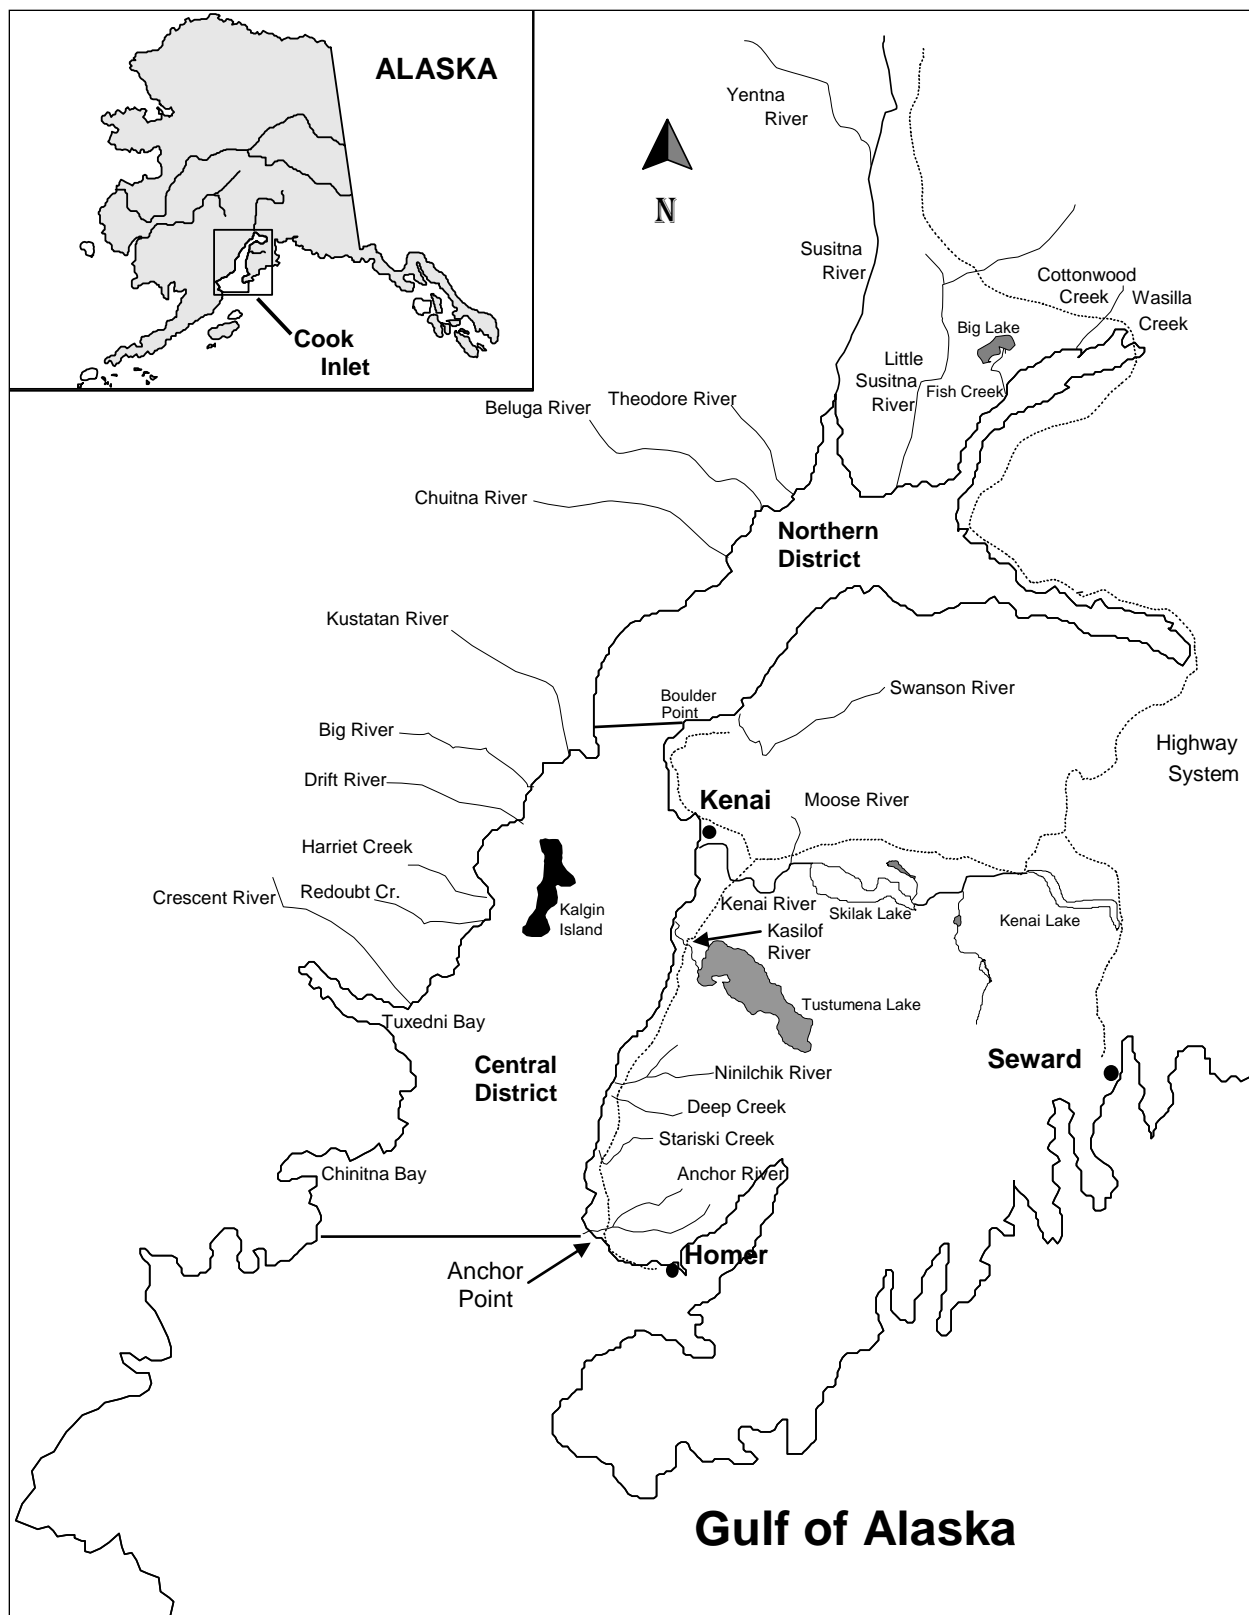 ALASKA
Cook
Inlet
Yentna
River
N
Susitna
River
Cottonwood
Creek
Wasilla
Creek
Big Lake
Little
Susitna
River
Fish Creek
Theodore River
Beluga River
Chuitna River
Northern
District
Kustatan River
Boulder
Point
Swanson River
Big River
Drift River
Highway
System
Kenai
Moose River
Harriet Creek
Redoubt Cr.
Crescent River
Kalgin
Island
Kenai River
Skilak Lake
Kenai Lake
Kasilof
River
Tustumena Lake
Tuxedni Bay
Central
District
Seward
Ninilchik River
Deep Creek
Stariski Creek
Anchor River
Chinitna Bay
Homer
Anchor
Point
Gulf of Alaska